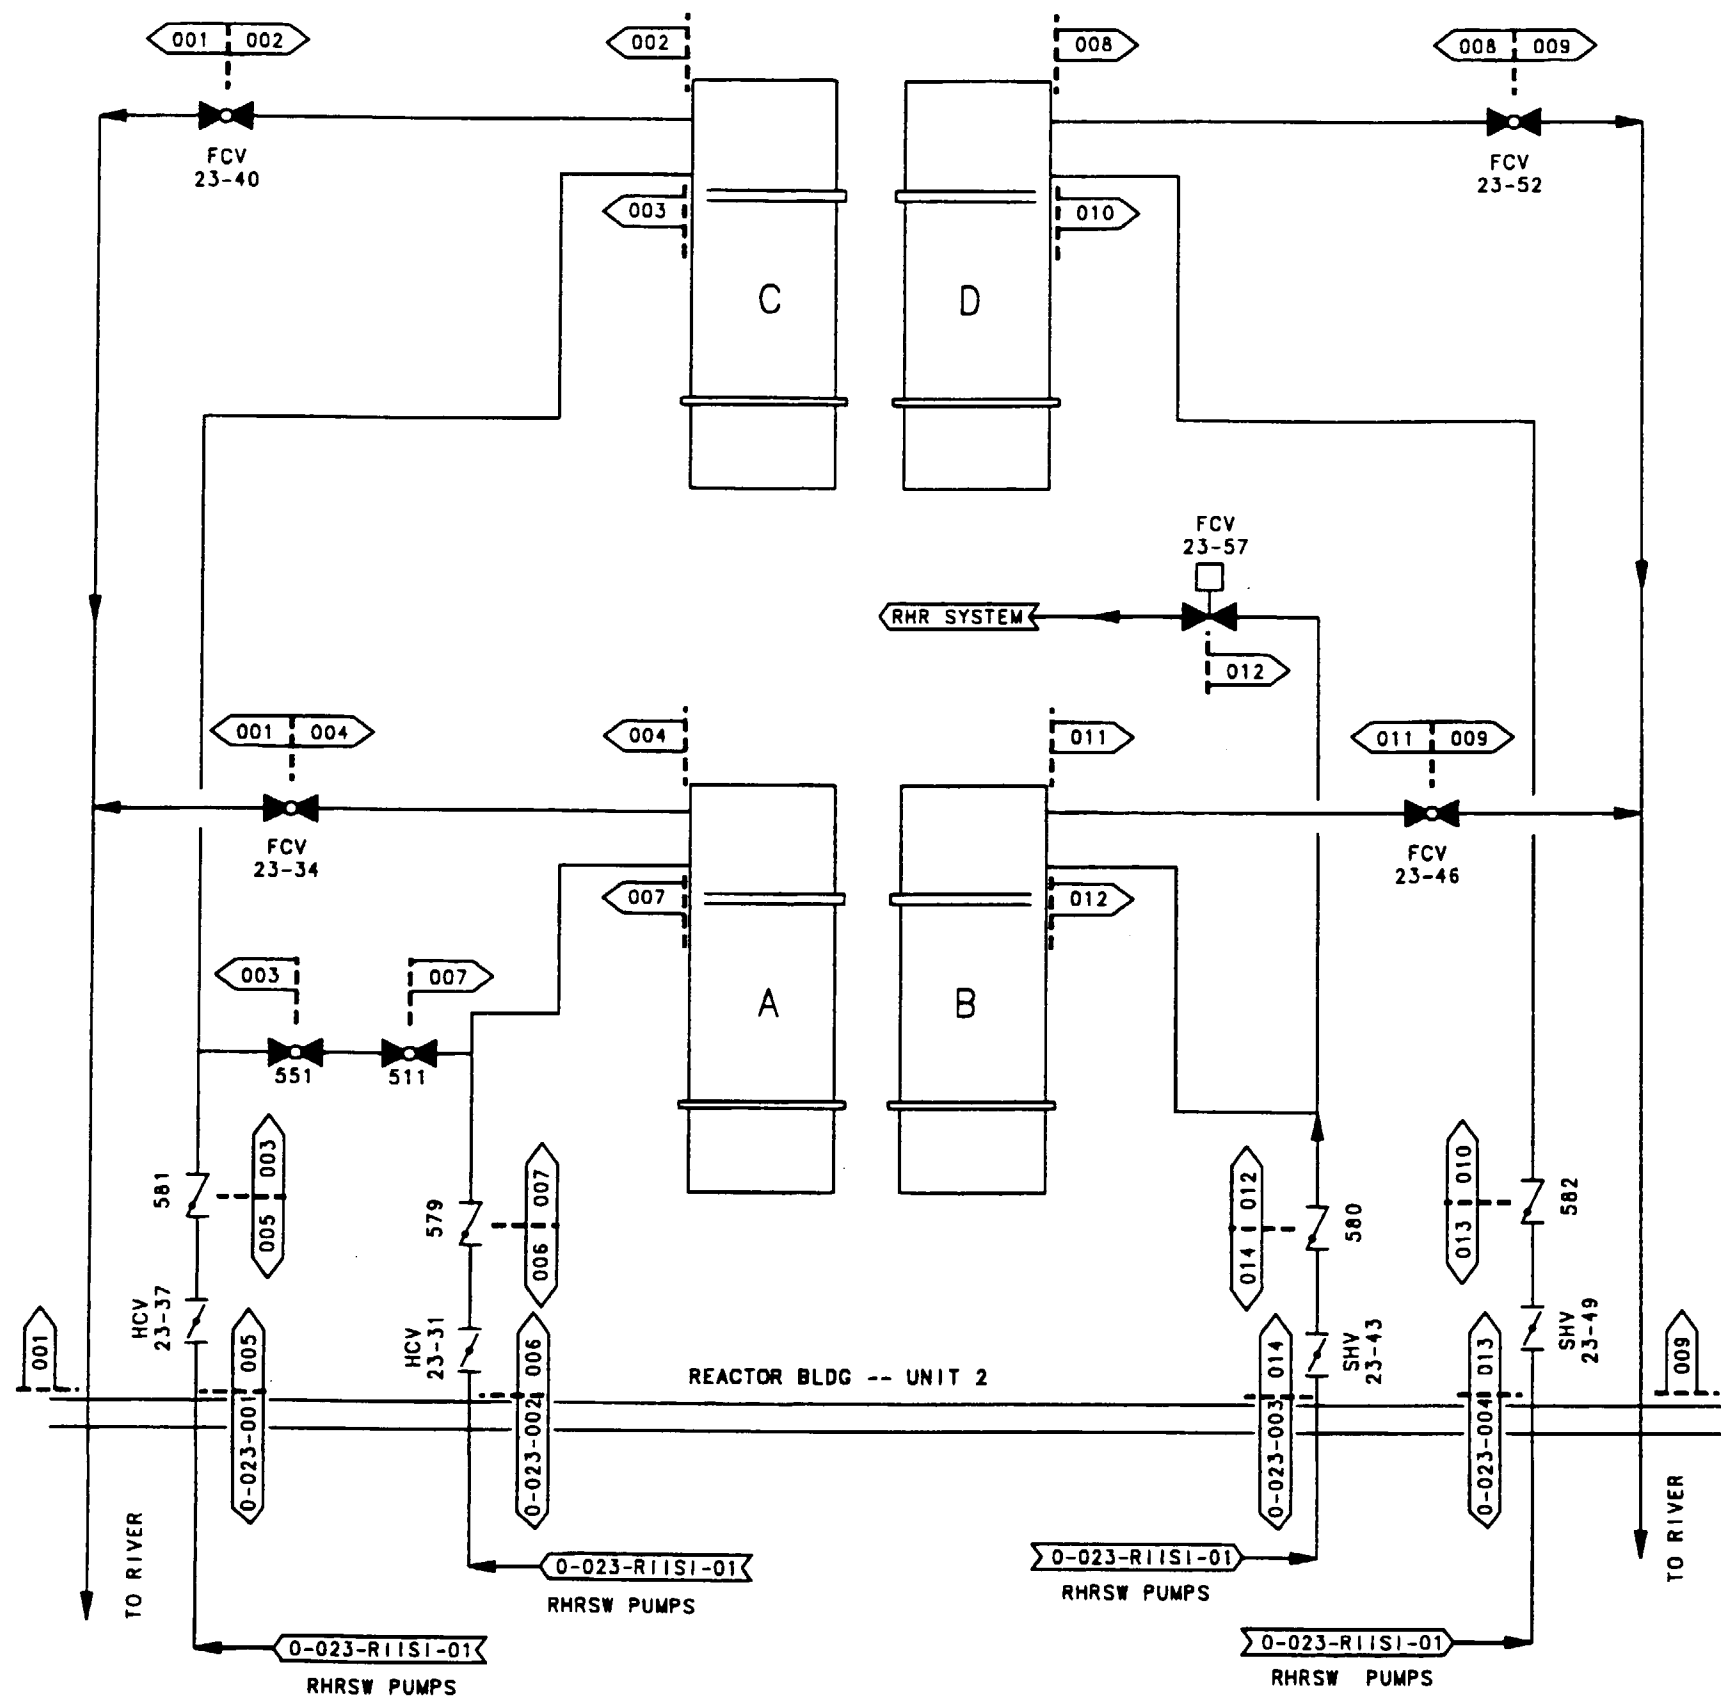 001 002
002
008
008 009
FCV
23-40
FCV
23-52
003
010
C
D
FCV
23-57
RHR SYSTEM
012
001 004
004
011
011 009
FCV
23-34
FCV
23-46
007
012
003
007
A
B
551
511
581
005 003
579
006 007
014 012
580
013 010
582
001
HCV
23-37
0-023-001 005
HCV
23-31
0-023-002 006
REACTOR BLDG -- UNIT 2
0-023-003 014
SHV
23-43
0-023-004 013
SHV
23-49
009
TO RIVER
TO RIVER
0-023-RIISI-01
RHRSW PUMPS
0-023-RIISI-01
RHRSW PUMPS
0-023-RIISI-01
RHRSW PUMPS
0-023-RIISI-01
RHRSW PUMPS